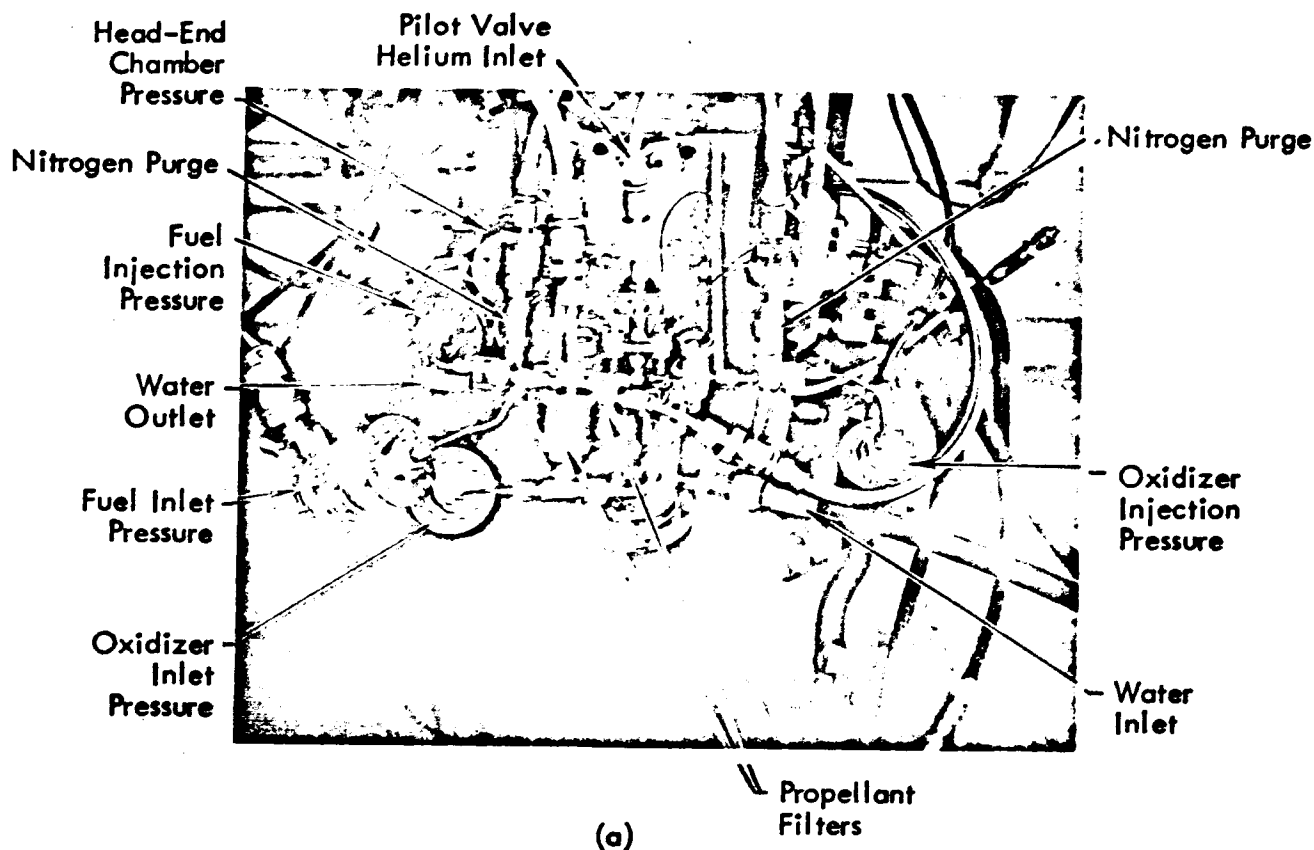 Head-End
Chamber
Pressure
Pilot Valve
Helium Inlet
Nitrogen Purge
Nitrogen Purge
Fuel
Injection
Pressure
Water
Outlet
Fuel Inlet
Pressure
Oxidizer
Injection
Pressure
Oxidizer
Inlet
Pressure
Water
Inlet
Propellant
Filters
(a)